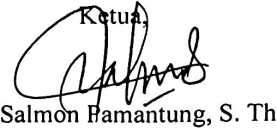 Ketua,
Salmon Pamantung, S. Th